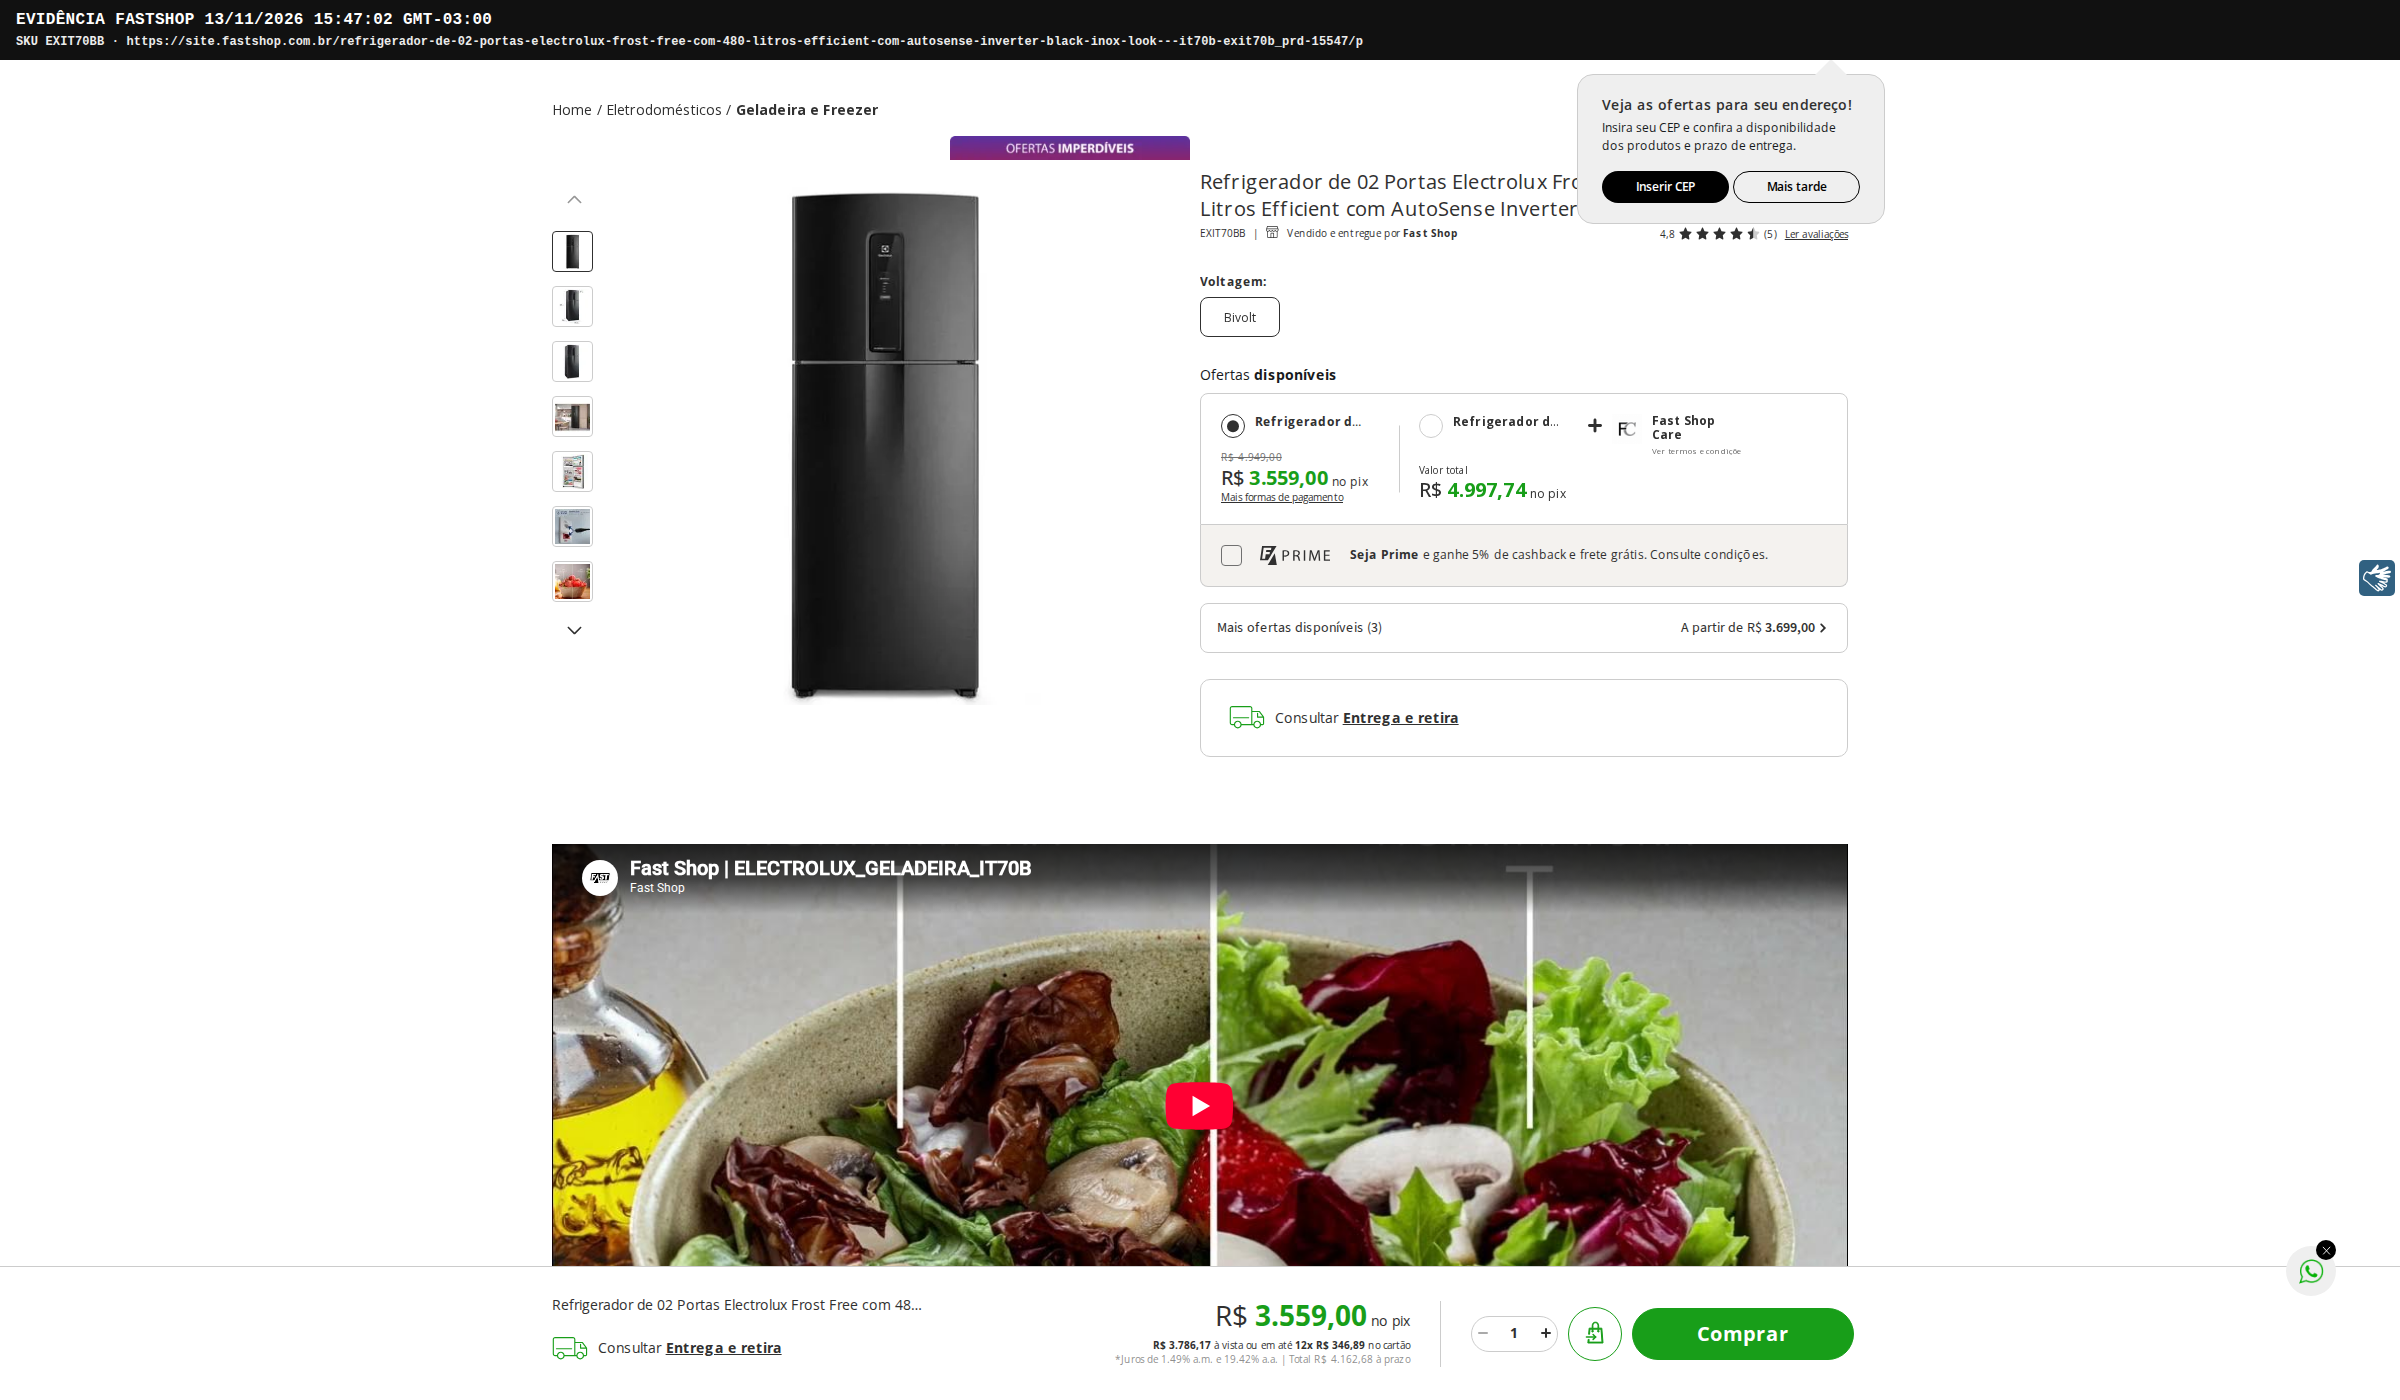 EVIDÊNCIA FASTSHOP 13/11/2026 15:47:02 GMT-03:00
SKU EXIT70BB · https://site.fastshop.com.br/refrigerador-de-02-portas-electrolux-frost-free-com-480-litros-efficient-com-autosense-inverter-black-inox-look---it70b-exit70b_prd-15547/p
Home / Eletrodomésticos / Geladeira e Freezer
Veja as ofertas para seu endereço!
Insira seu CEP e confira a disponibilidade
dos produtos e prazo de entrega.
Inserir CEP
Mais tarde
OFERTAS IMPERDÍVEIS
Refrigerador de 02 Portas Electrolux Fro
Litros Efficient com AutoSense Inverter
EXIT70BB | Vendido e entregue por Fast Shop
4,8 (5) Ler avaliações
Voltagem:
Bivolt
Ofertas disponíveis
Refrigerador d...
R$ 4.949,00
R$ 3.559,00 no pix
Mais formas de pagamento
Refrigerador d...
+ FC Fast Shop
Care
Ver termos e condiçõe
Valor total
R$ 4.997,74 no pix
PRIME Seja Prime e ganhe 5% de cashback e frete grátis. Consulte condições.
Mais ofertas disponíveis (3)
A partir de R$ 3.699,00
Consultar Entrega e retira
FAST
Fast Shop | ELECTROLUX_GELADEIRA_IT70B
Fast Shop
Refrigerador de 02 Portas Electrolux Frost Free com 48...
Consultar Entrega e retira
R$ 3.559,00 no pix
R$ 3.786,17 à vista ou em até 12x R$ 346,89 no cartão
*Juros de 1.49% a.m. e 19.42% a.a. | Total R$ 4.162,68 à prazo
− 1 +
Comprar